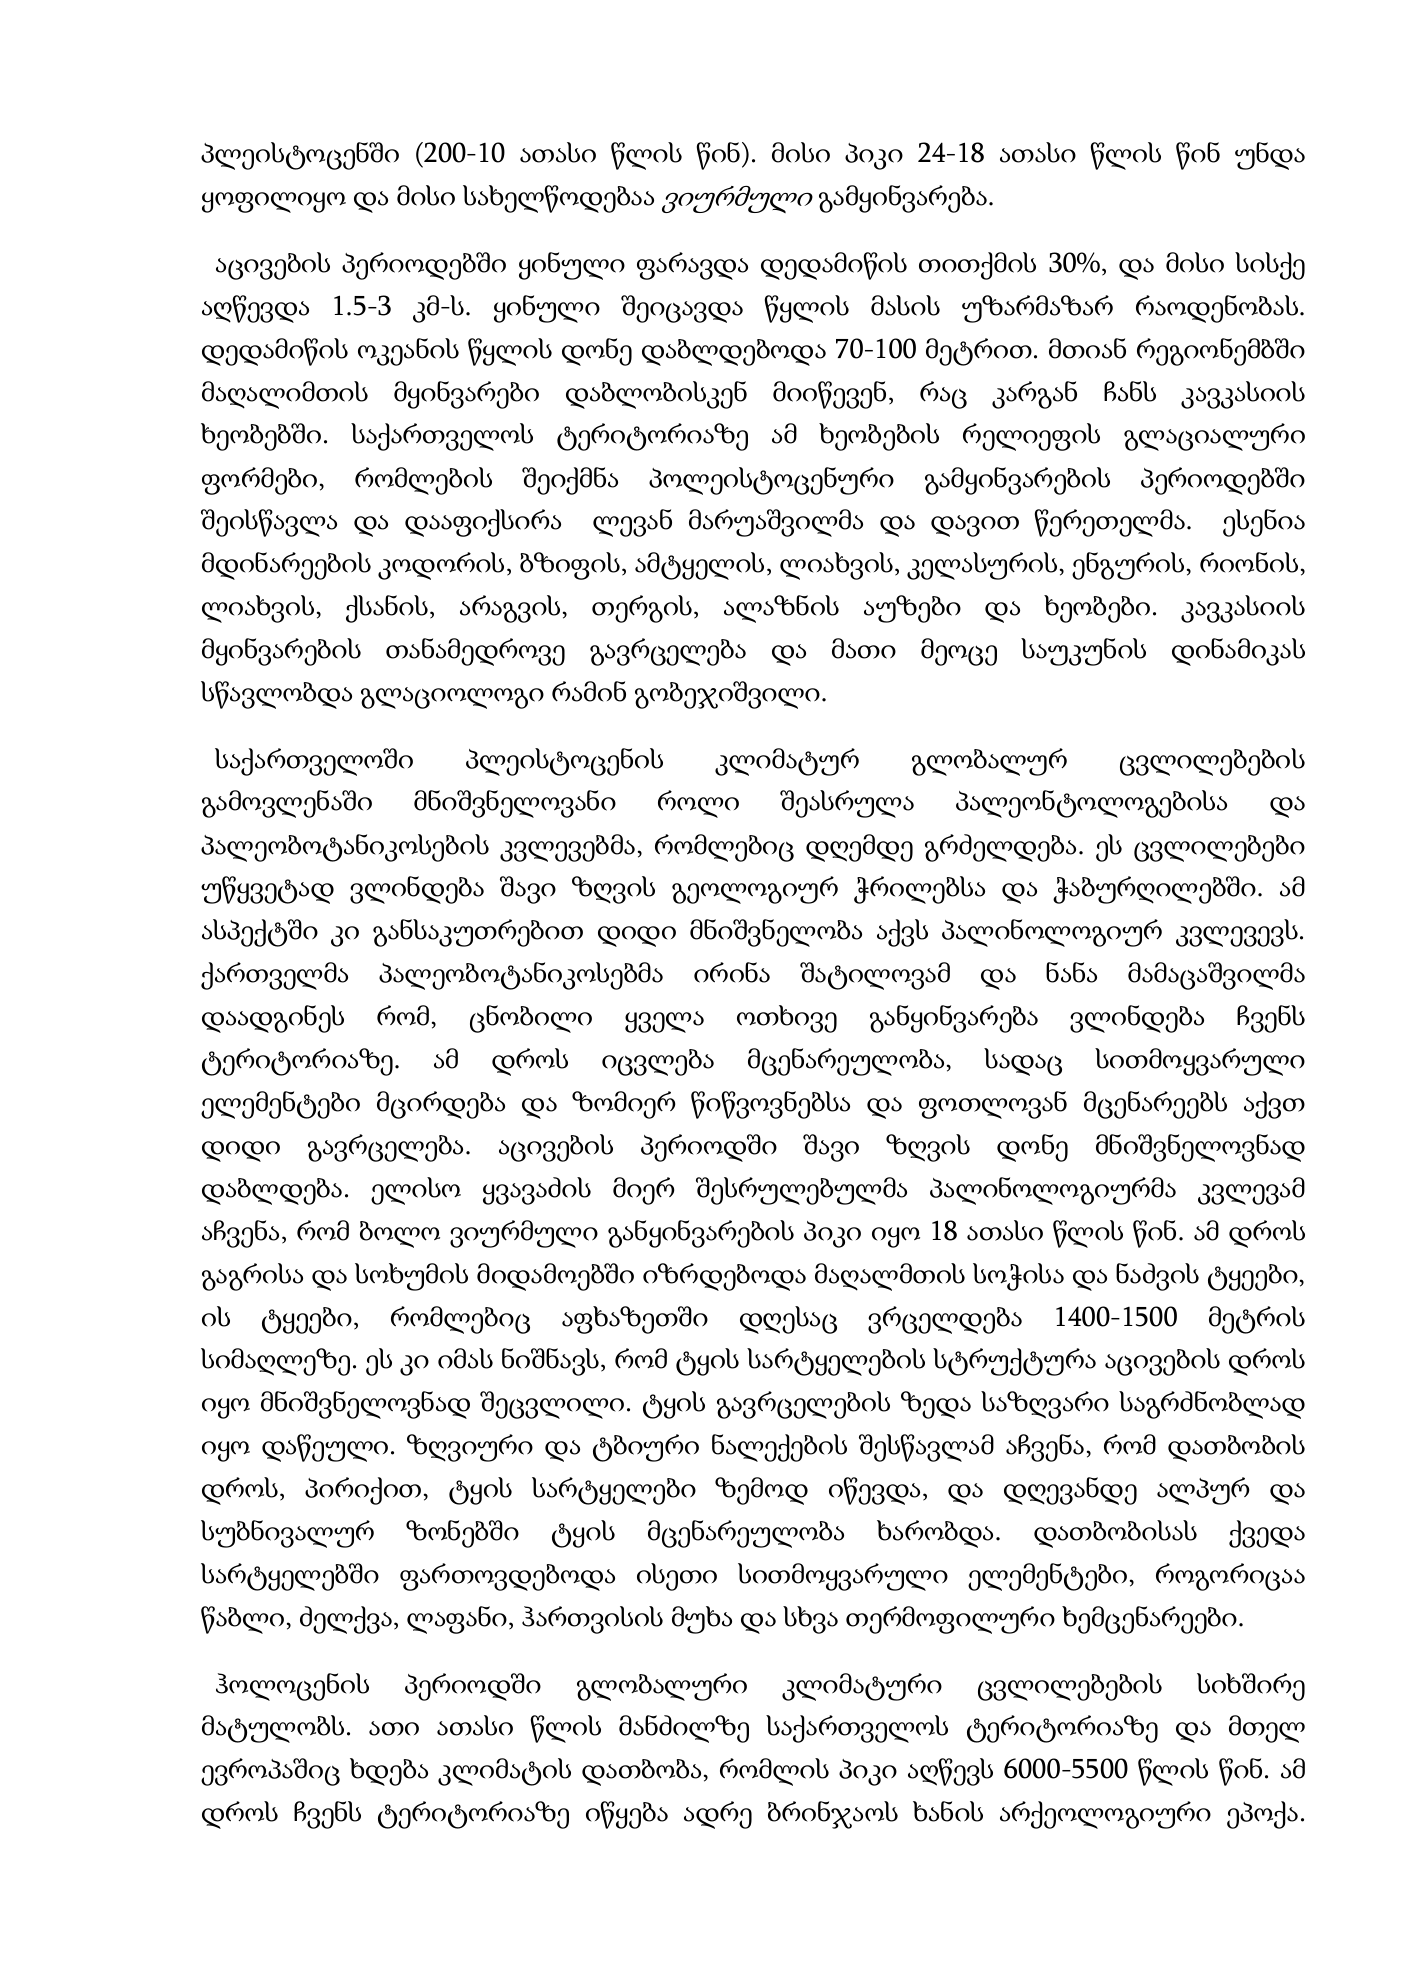 პლეისტოცენში (200-10 ათასი წლის წინ). მისი პიკი 24-18 ათასი წლის წინ უნდა
ყოფილიყო და მისი სახელწოდებაა ვიურმული გამყინვარება.
აცივების პერიოდებში ყინული ფარავდა დედამიწის თითქმის 30%, და მისი სისქე
აღწევდა 1.5-3 კმ-ს. ყინული შეიცავდა წყლის მასის უზარმაზარ რაოდენობას.
დედამიწის ოკეანის წყლის დონე დაბლდებოდა 70-100 მეტრით. მთიან რეგიონემბში
მაღალიმთის მყინვარები დაბლობისკენ მიიწევენ, რაც კარგან ჩანს კავკასიის
ხეობებში. საქართველოს ტერიტორიაზე ამ ხეობების რელიეფის გლაციალური
ფორმები, რომლების შეიქმნა პოლეისტოცენური გამყინვარების პერიოდებში
შეისწავლა და დააფიქსირა ლევან მარუაშვილმა და დავით წერეთელმა. ესენია
მდინარეების კოდორის, ბზიფის, ამტყელის, ლიახვის, კელასურის, ენგურის, რიონის,
ლიახვის, ქსანის, არაგვის, თერგის, ალაზნის აუზები და ხეობები. კავკასიის
მყინვარების თანამედროვე გავრცელება და მათი მეოცე საუკუნის დინამიკას
სწავლობდა გლაციოლოგი რამინ გობეჯიშვილი.
საქართველოში პლეისტოცენის კლიმატურ გლობალურ ცვლილებების
გამოვლენაში მნიშვნელოვანი როლი შეასრულა პალეონტოლოგებისა და
პალეობოტანიკოსების კვლევებმა, რომლებიც დღემდე გრძელდება. ეს ცვლილებები
უწყვეტად ვლინდება შავი ზღვის გეოლოგიურ ჭრილებსა და ჭაბურღილებში. ამ
ასპექტში კი განსაკუთრებით დიდი მნიშვნელობა აქვს პალინოლოგიურ კვლევევს.
ქართველმა პალეობოტანიკოსებმა ირინა შატილოვამ და ნანა მამაცაშვილმა
დაადგინეს რომ, ცნობილი ყველა ოთხივე განყინვარება ვლინდება ჩვენს
ტერიტორიაზე. ამ დროს იცვლება მცენარეულობა, სადაც სითმოყვარული
ელემენტები მცირდება და ზომიერ წიწვოვნებსა და ფოთლოვან მცენარეებს აქვთ
დიდი გავრცელება. აცივების პერიოდში შავი ზღვის დონე მნიშვნელოვნად
დაბლდება. ელისო ყვავაძის მიერ შესრულებულმა პალინოლოგიურმა კვლევამ
აჩვენა, რომ ბოლო ვიურმული განყინვარების პიკი იყო 18 ათასი წლის წინ. ამ დროს
გაგრისა და სოხუმის მიდამოებში იზრდებოდა მაღალმთის სოჭისა და ნაძვის ტყეები,
ის ტყეები, რომლებიც აფხაზეთში დღესაც ვრცელდება 1400-1500 მეტრის
სიმაღლეზე. ეს კი იმას ნიშნავს, რომ ტყის სარტყელების სტრუქტურა აცივების დროს
იყო მნიშვნელოვნად შეცვლილი. ტყის გავრცელების ზედა საზღვარი საგრძნობლად
იყო დაწეული. ზღვიური და ტბიური ნალექების შესწავლამ აჩვენა, რომ დათბობის
დროს, პირიქით, ტყის სარტყელები ზემოდ იწევდა, და დღევანდე ალპურ და
სუბნივალურ ზონებში ტყის მცენარეულობა ხარობდა. დათბობისას ქვედა
სარტყელებში ფართოვდებოდა ისეთი სითმოყვარული ელემენტები, როგორიცაა
წაბლი, ძელქვა, ლაფანი, ჰართვისის მუხა და სხვა თერმოფილური ხემცენარეები.
ჰოლოცენის პერიოდში გლობალური კლიმატური ცვლილებების სიხშირე
მატულობს. ათი ათასი წლის მანძილზე საქართველოს ტერიტორიაზე და მთელ
ევროპაშიც ხდება კლიმატის დათბობა, რომლის პიკი აღწევს 6000-5500 წლის წინ. ამ
დროს ჩვენს ტერიტორიაზე იწყება ადრე ბრინჯაოს ხანის არქეოლოგიური ეპოქა.